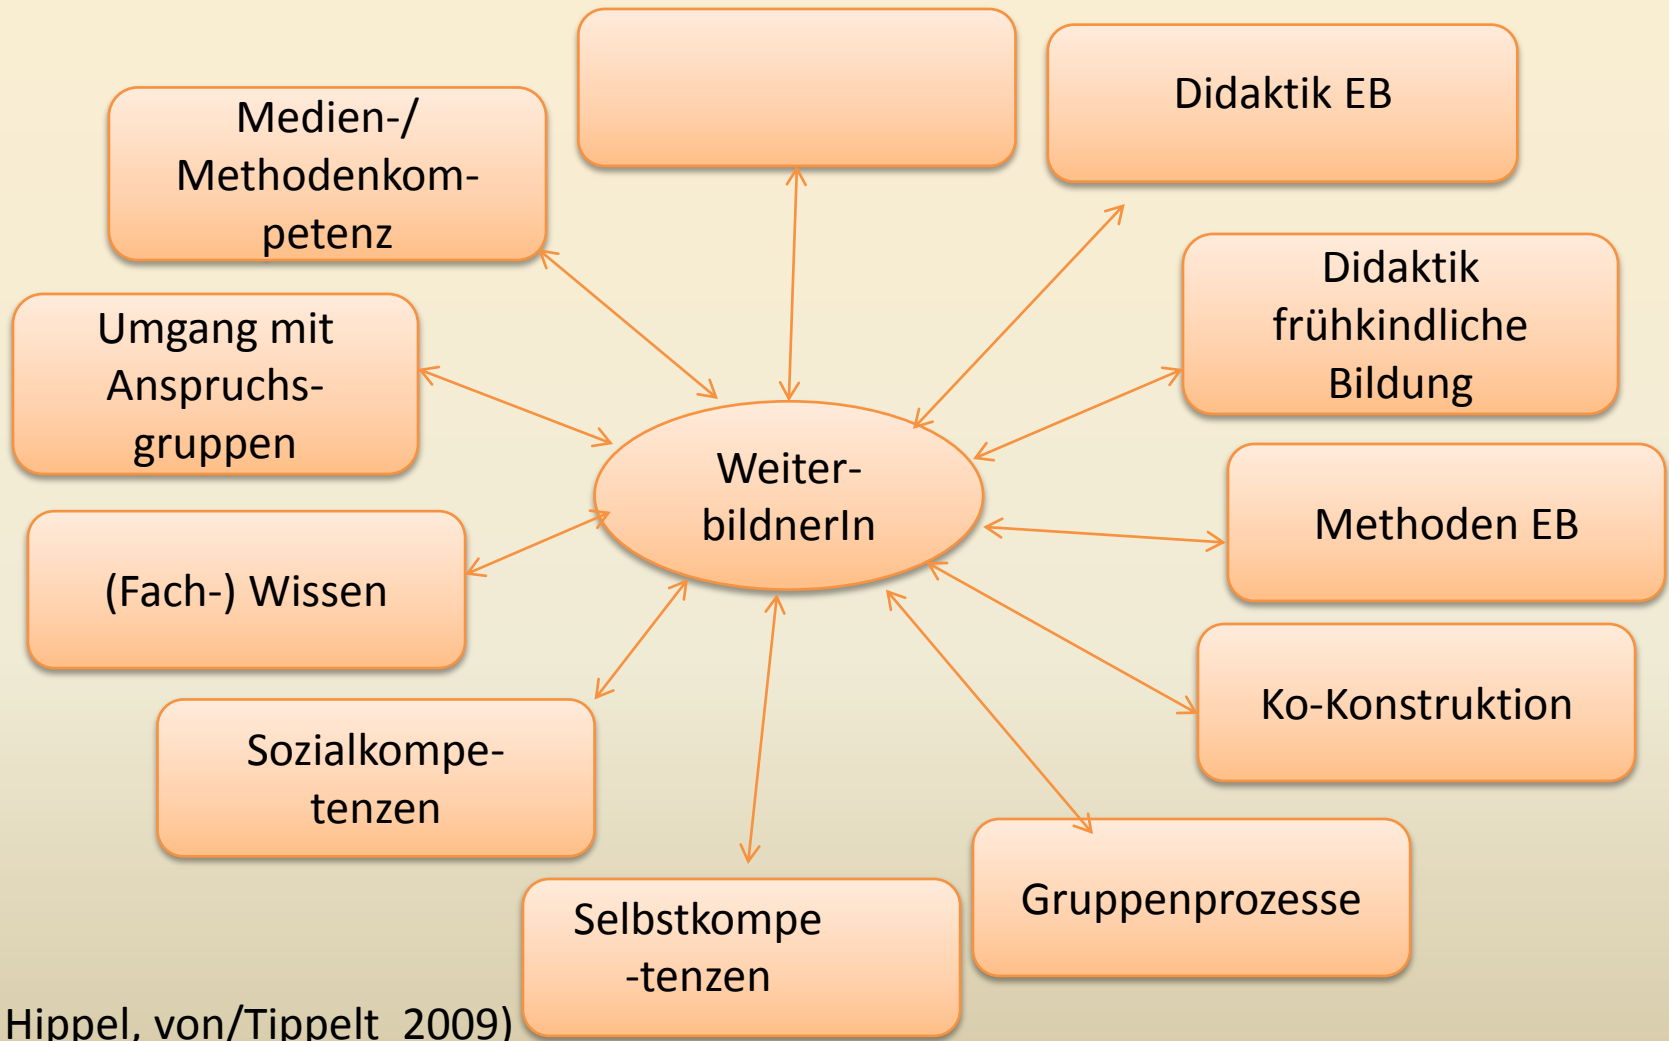 Didaktik EB
Medien-/
Methodenkom-
petenz
Didaktik
frühkindliche
Bildung
Umgang mit
Anspruchs-
gruppen
Weiter-
bildnerIn
Methoden EB
(Fach-) Wissen
Ko-Konstruktion
Sozialkompe-
tenzen
Gruppenprozesse
Selbstkompe
-tenzen
Hippel, von/Tippelt 2009)